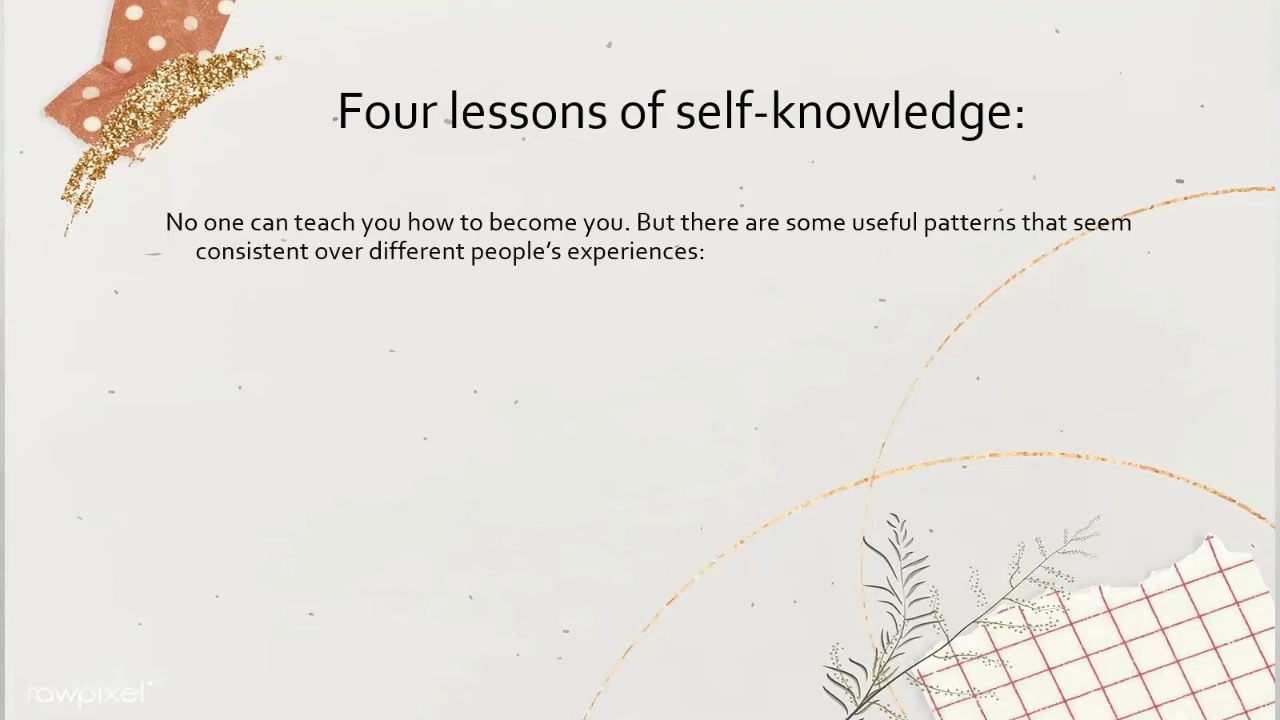 Four lessons of self-knowledge:
No one can teach you how to become you. But there are some useful patterns that seem
consistent over different people’s experiences:
rawpixel